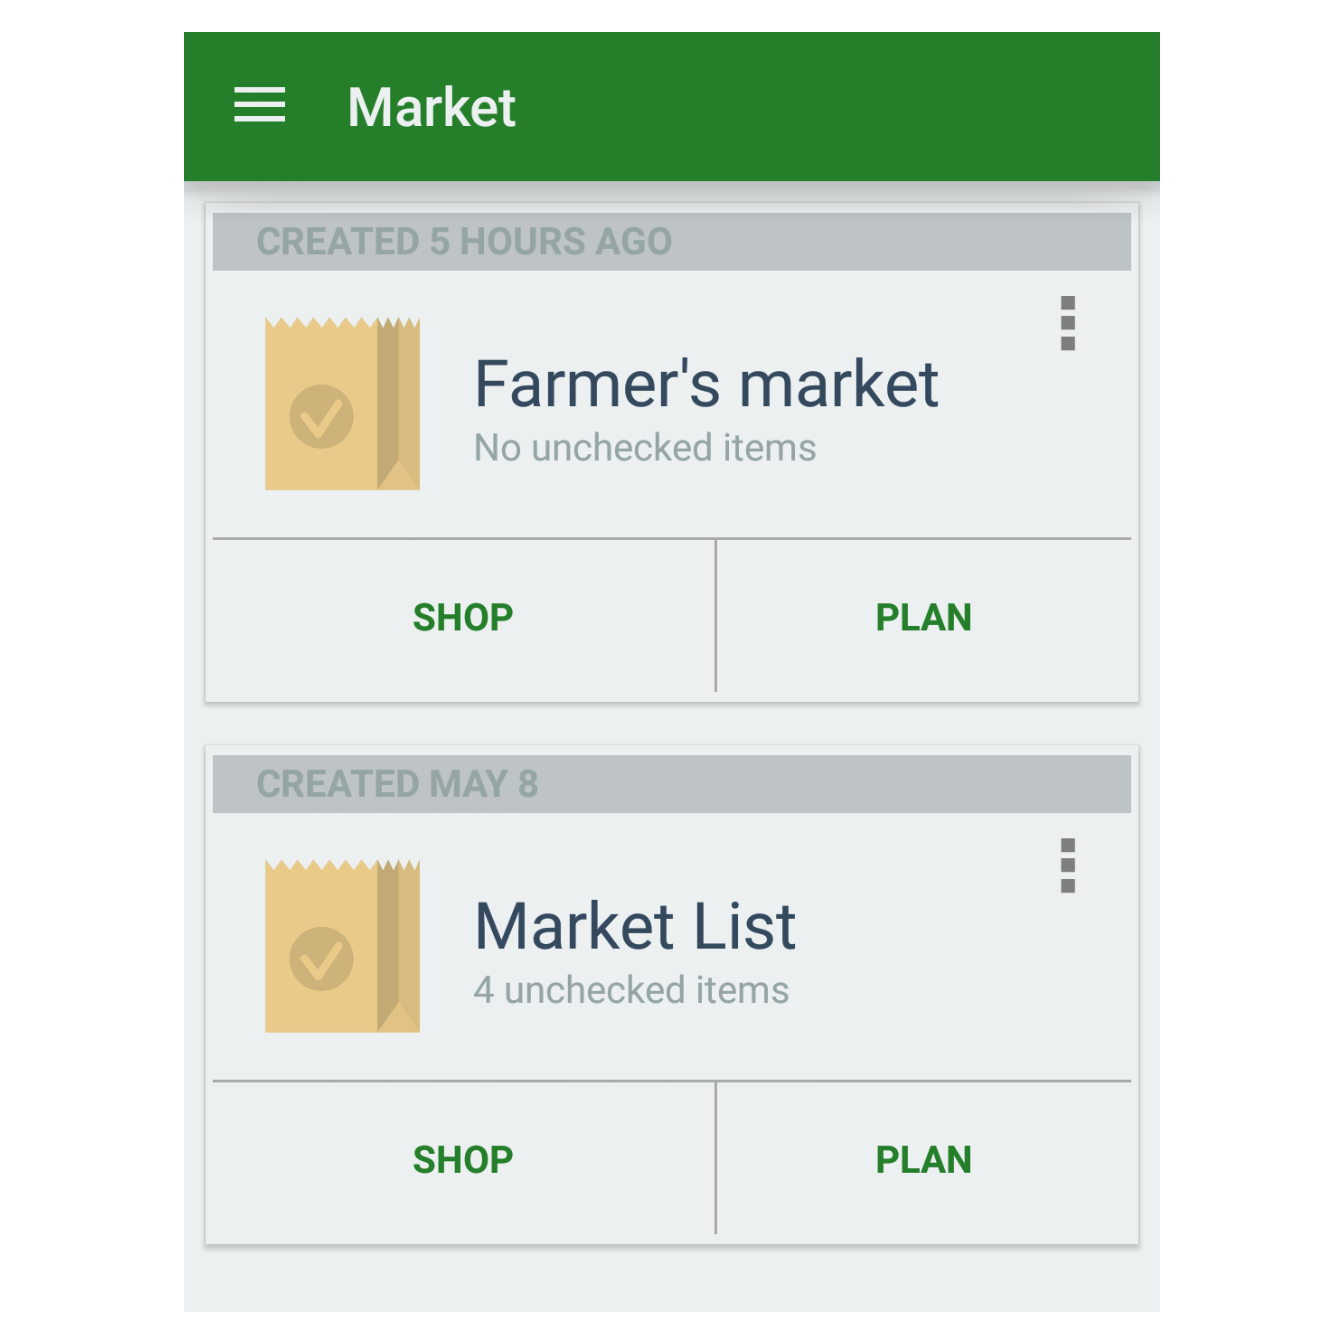 Market
CREATED 5 HOURS AGO
Farmer's market
No unchecked items
SHOP
PLAN
CREATED MAY 8
Market List
4 unchecked items
SHOP
PLAN